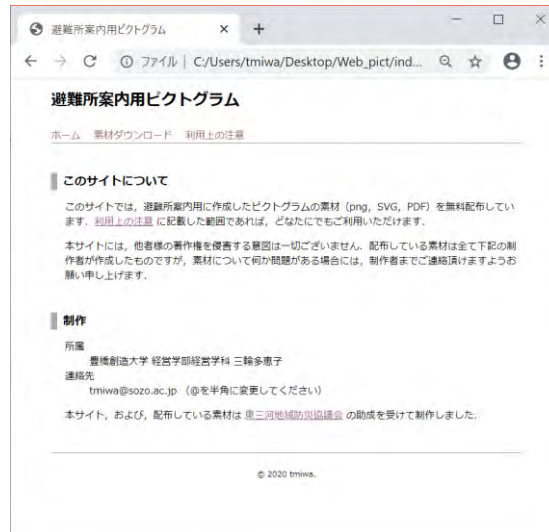 避難所案内用ピクトグラム
ファイル | C:/Users/tmiwa/Desktop/Web_pict/ind...
避難所案内用ピクトグラム
ホーム 素材ダウンロード 利用上の注意
このサイトについて
このサイトでは，避難所案内用に作成したピクトグラムの素材（png，SVG，PDF）を無料配布してい
ます．利用上の注意 に記載した範囲であれば，どなたにでもご利用いただけます．
本サイトには，他者様の著作権を侵害する意図は一切ございません．配布している素材は全て下記の制
作者が作成したものですが，素材について何か問題がある場合には，制作者までご連絡頂けますようお
願い申し上げます．
制作
所属
豊橋創造大学 経営学部経営学科 三輪多恵子
連絡先
tmiwa＠sozo.ac.jp （＠を半角に変更してください）
本サイト，および，配布している素材は 東三河地域防災協議会 の助成を受けて制作しました．
© 2020 tmiwa.